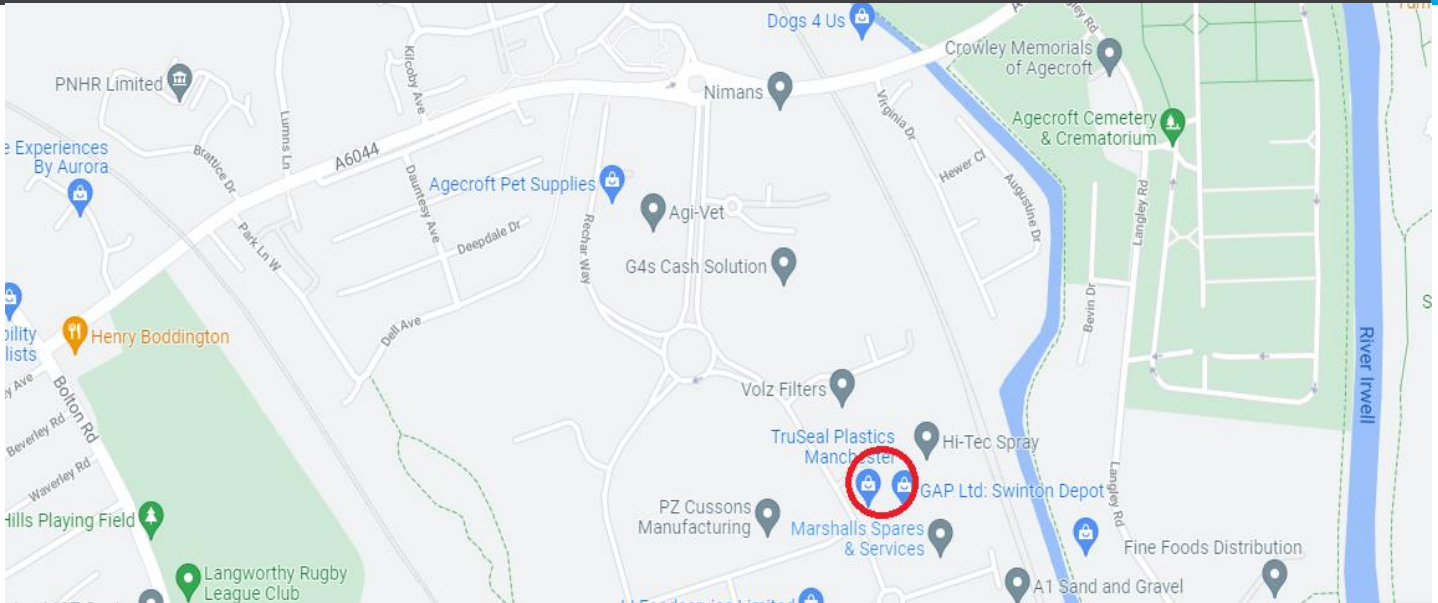 Dogs 4 Us
Crowley Memorials
of Agecroft
Langley Rd
PNHR Limited
Kilcoby Ave
Nimans
Lumns Ln
Virginia Dr
Agecroft Cemetery
& Crematorium
e Experiences
By Aurora
Brattice Dr
A6044
Dauntesy Ave
Agecroft Pet Supplies
Hewer Cl
Augustine Dr
Agi-Vet
Langley Rd
Park Ln W
Deepdale Dr
Rechar Way
G4s Cash Solution
Bevin Dr
bility
lists
Henry Boddington
Dell Ave
River Irwell
y Ave
Bolton Rd
Volz Filters
Beverley Rd
TruSeal Plastics
Manchester
Hi-Tec Spray
Waverley Rd
GAP Ltd: Swinton Depot
Langley Rd
PZ Cussons
Manufacturing
Hills Playing Field
Marshalls Spares
& Services
Fine Foods Distribution
Langworthy Rugby
League Club
A1 Sand and Gravel